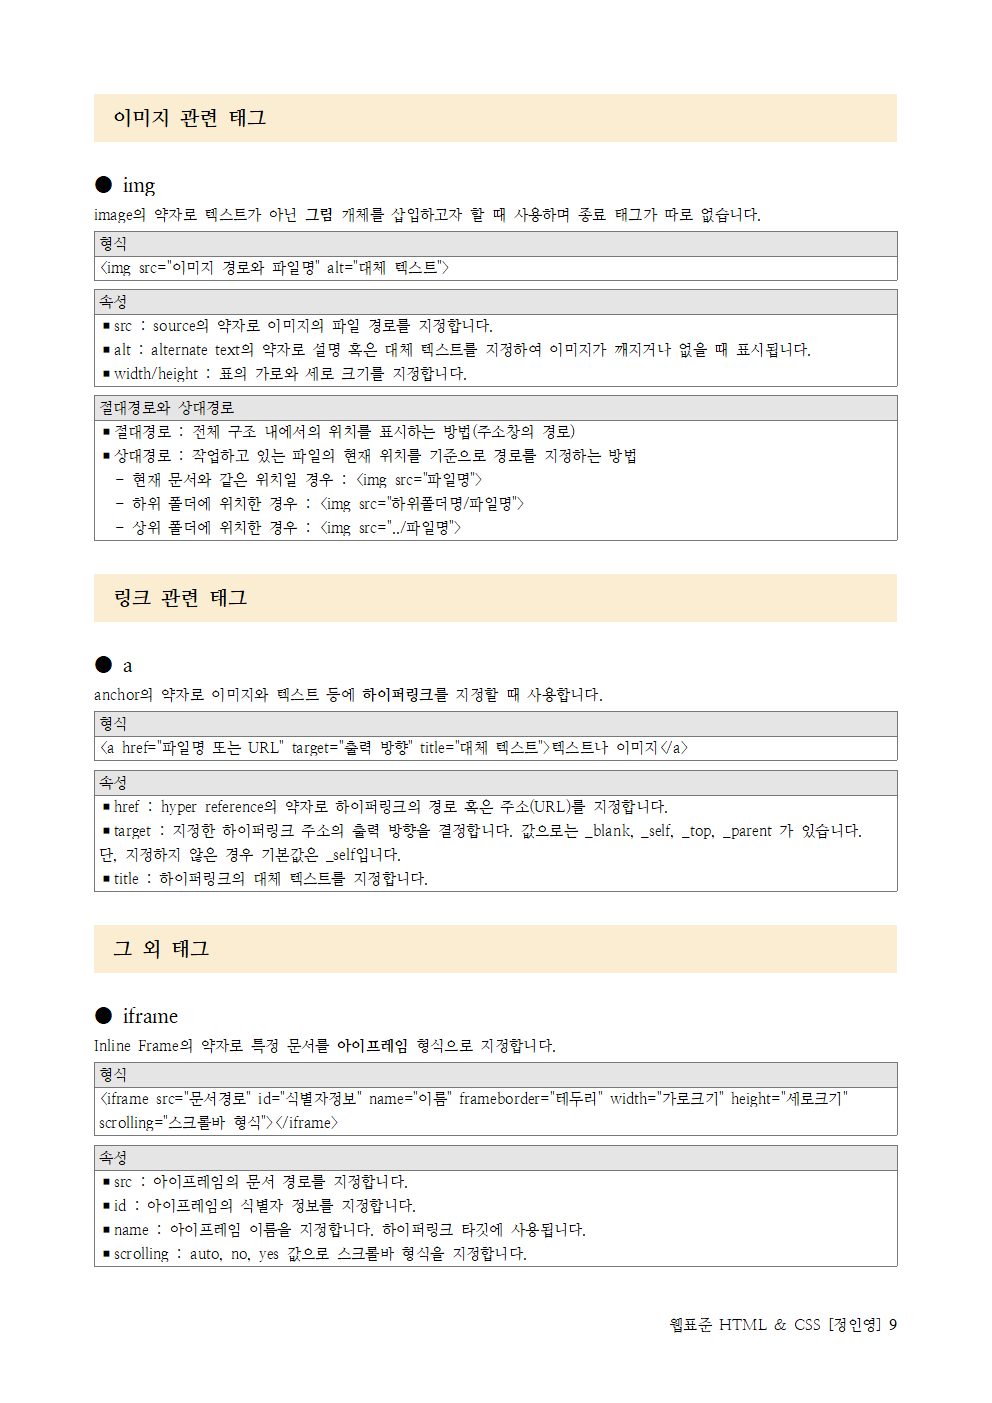 이미지 관련 태그
● img
image의 약자로 텍스트가 아닌 그림 개체를 삽입하고자 할 때 사용하며 종료 태그가 따로 없습니다.
형식
<img src="이미지 경로와 파일명" alt="대체 텍스트">
속성
■ src : source의 약자로 이미지의 파일 경로를 지정합니다.
■ alt : alternate text의 약자로 설명 혹은 대체 텍스트를 지정하여 이미지가 깨지거나 없을 때 표시됩니다.
■ width/height : 표의 가로와 세로 크기를 지정합니다.
절대경로와 상대경로
■ 절대경로 : 전체 구조 내에서의 위치를 표시하는 방법(주소창의 경로)
■ 상대경로 : 작업하고 있는 파일의 현재 위치를 기준으로 경로를 지정하는 방법
- 현재 문서와 같은 위치일 경우 : <img src="파일명">
- 하위 폴더에 위치한 경우 : <img src="하위폴더명/파일명">
- 상위 폴더에 위치한 경우 : <img src="../파일명">
링크 관련 태그
● a
anchor의 약자로 이미지와 텍스트 등에 하이퍼링크를 지정할 때 사용합니다.
형식
<a href="파일명 또는 URL" target="출력 방향" title="대체 텍스트">텍스트나 이미지</a>
속성
■ href : hyper reference의 약자로 하이퍼링크의 경로 혹은 주소(URL)를 지정합니다.
■ target : 지정한 하이퍼링크 주소의 출력 방향을 결정합니다. 값으로는 _blank, _self, _top, _parent 가 있습니다.
단, 지정하지 않은 경우 기본값은 _self입니다.
■ title : 하이퍼링크의 대체 텍스트를 지정합니다.
그 외 태그
● iframe
Inline Frame의 약자로 특정 문서를 아이프레임 형식으로 지정합니다.
형식
<iframe src="문서경로" id="식별자정보" name="이름" frameborder="테두리" width="가로크기" height="세로크기"
scrolling="스크롤바 형식"></iframe>
속성
■ src : 아이프레임의 문서 경로를 지정합니다.
■ id : 아이프레임의 식별자 정보를 지정합니다.
■ name : 아이프레임 이름을 지정합니다. 하이퍼링크 타깃에 사용됩니다.
■ scrolling : auto, no, yes 값으로 스크롤바 형식을 지정합니다.
웹표준 HTML & CSS [정인영] 9